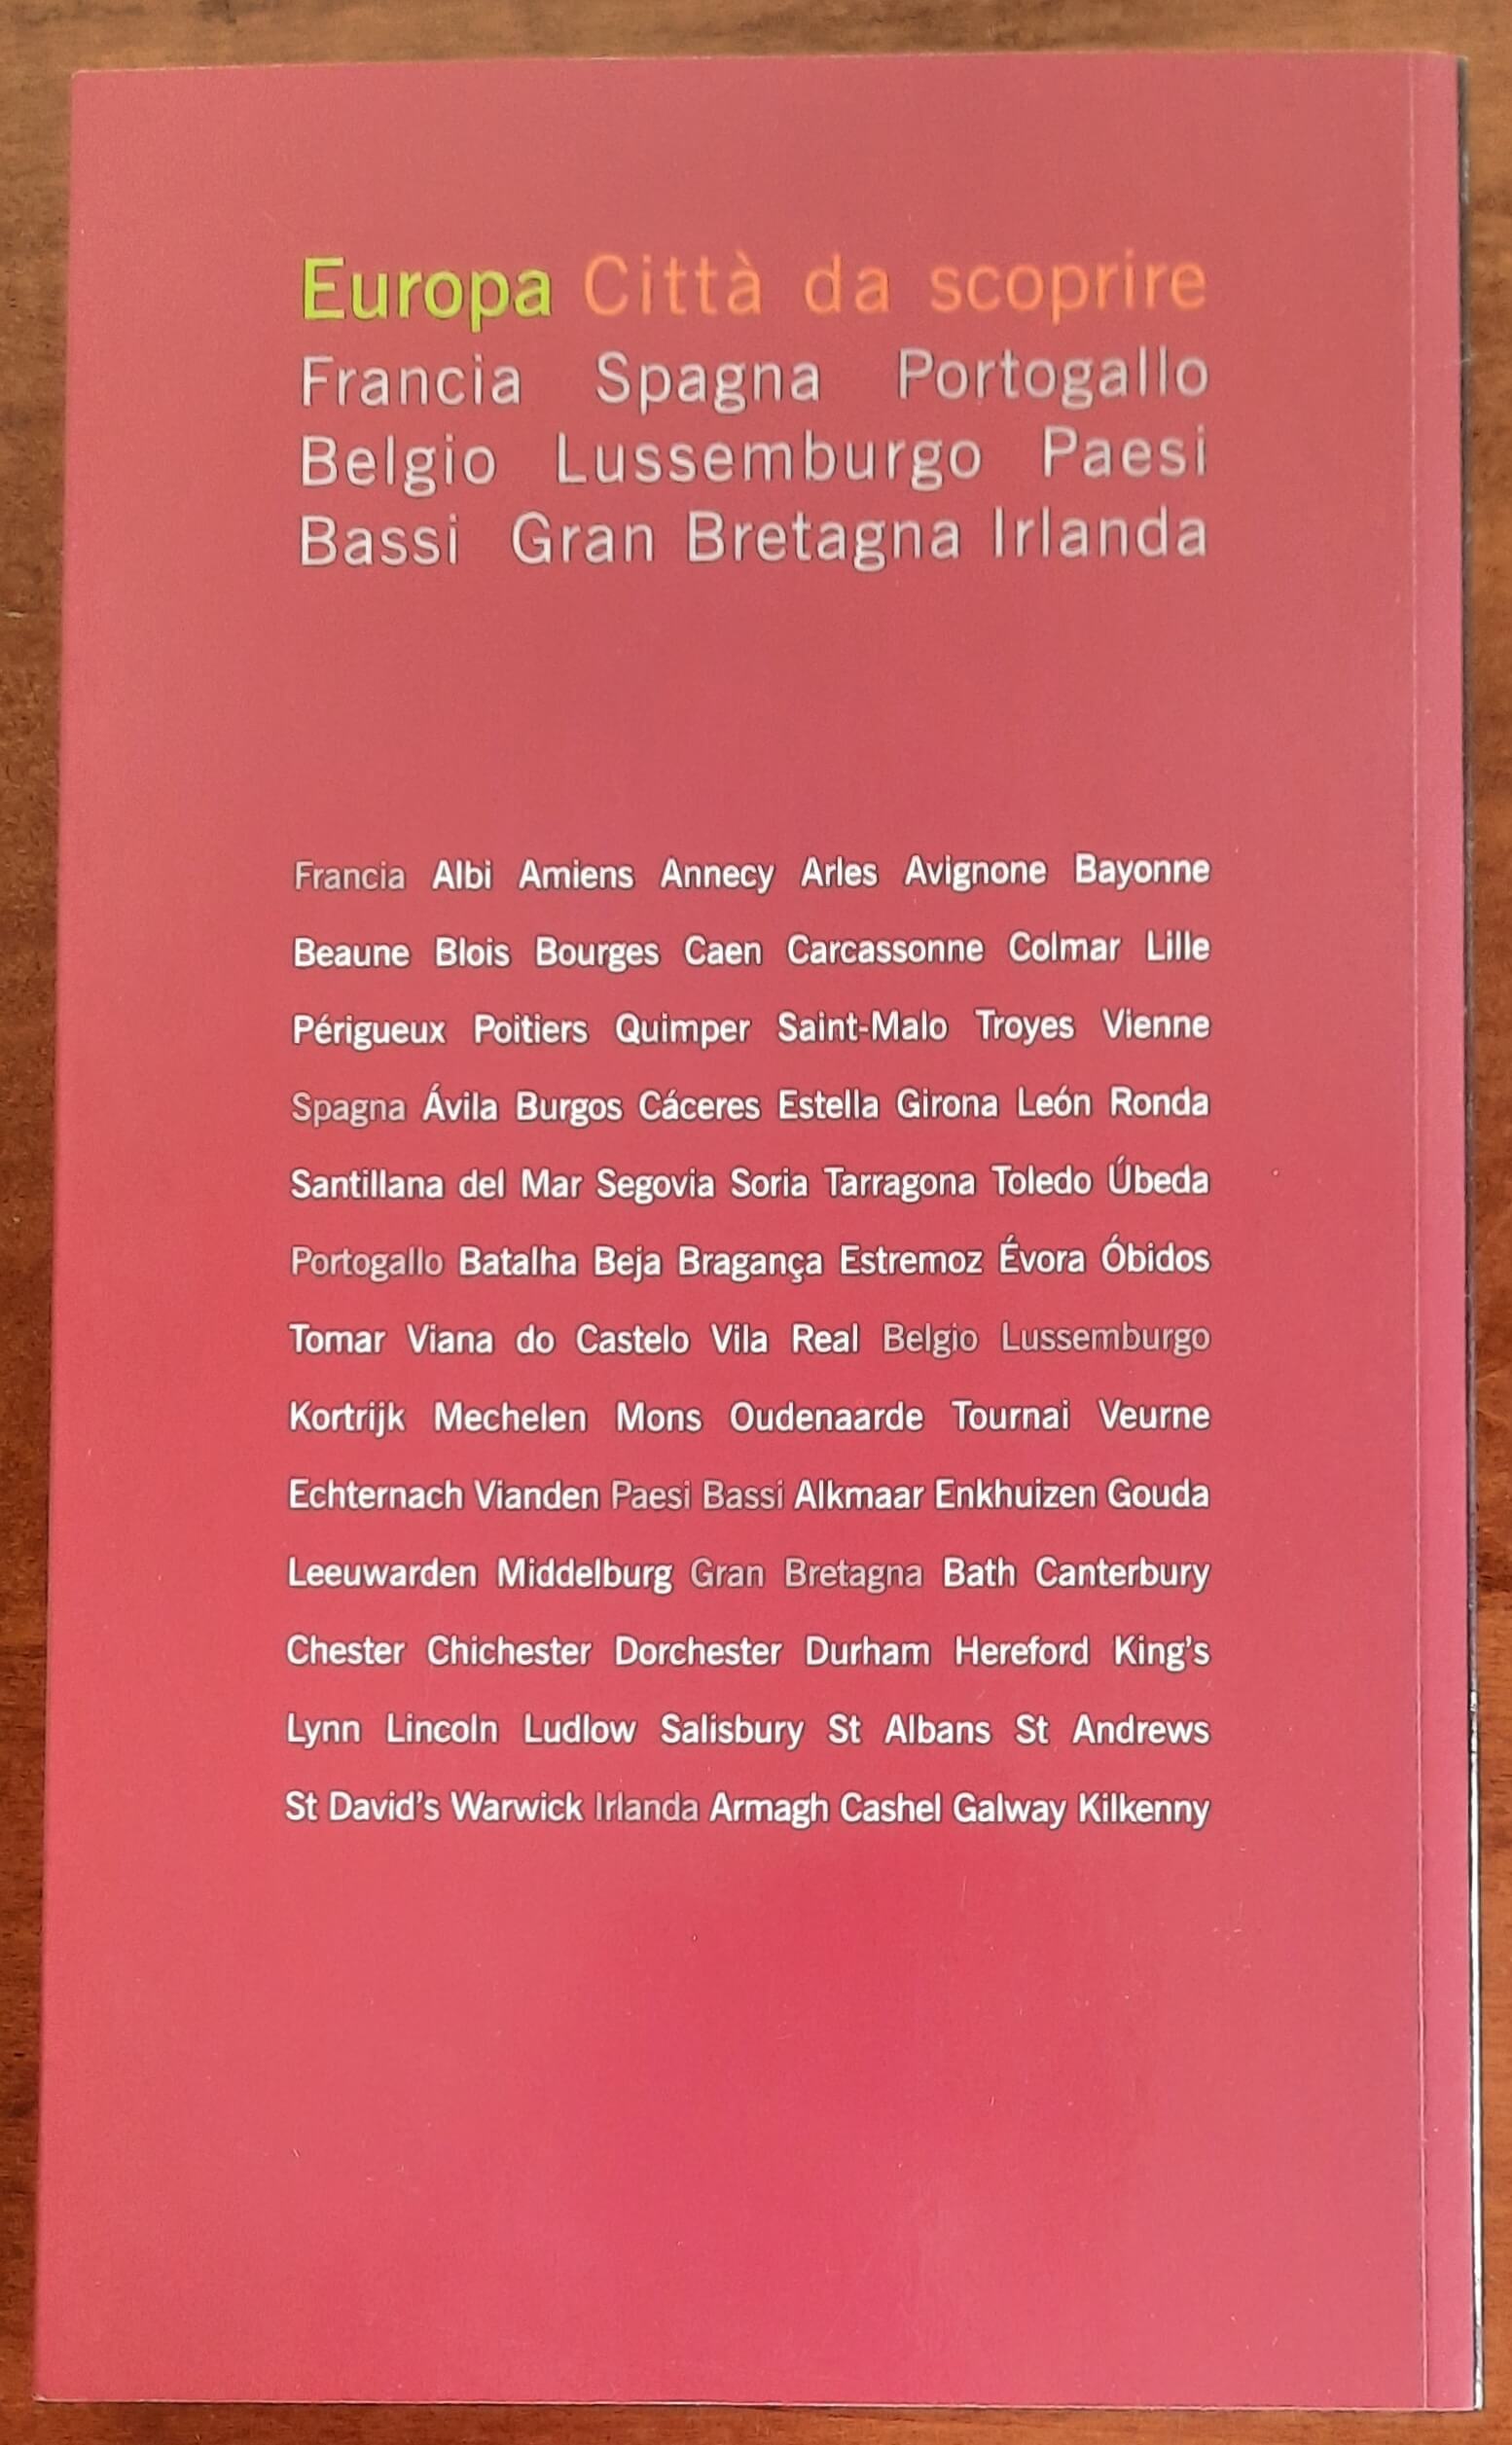 Europa Città da scoprire
Francia Spagna Portogallo
Belgio Lussemburgo Paesi
Bassi Gran Bretagna Irlanda
Francia Albi Amiens Annecy Arles Avignone Bayonne
Beaune Blois Bourges Caen Carcassonne Colmar Lille
Périgueux Poitiers Quimper Saint-Malo Troyes Vienne
Spagna Ávila Burgos Cáceres Estella Girona León Ronda
Santillana del Mar Segovia Soria Tarragona Toledo Úbeda
Portogallo Batalha Beja Bragança Estremoz Évora Óbidos
Tomar Viana do Castelo Vila Real Belgio Lussemburgo
Kortrijk Mechelen Mons Oudenaarde Tournai Veurne
Echternach Vianden Paesi Bassi Alkmaar Enkhuizen Gouda
Leeuwarden Middelburg Gran Bretagna Bath Canterbury
Chester Chichester Dorchester Durham Hereford King's
Lynn Lincoln Ludlow Salisbury St Albans St Andrews
St David's Warwick Irlanda Armagh Cashel Galway Kilkenny